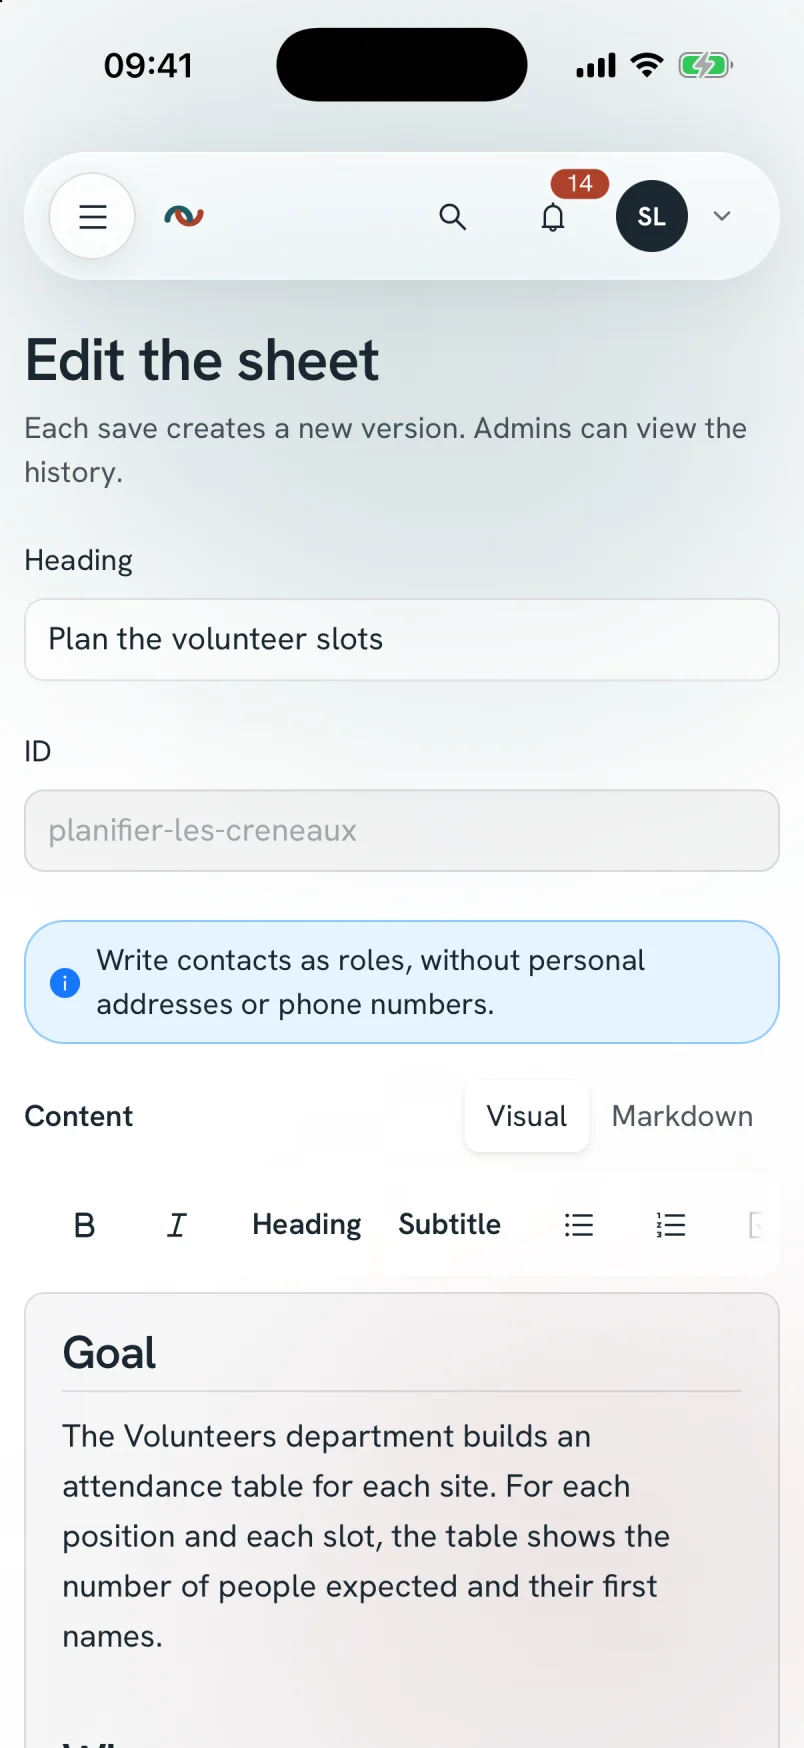 09:41
14
SL
Edit the sheet
Each save creates a new version. Admins can view the
history.
Heading
Plan the volunteer slots
ID
planifier-les-creneaux
Write contacts as roles, without personal
addresses or phone numbers.
Content
Visual
Markdown
B I Heading Subtitle
Goal
The Volunteers department builds an
attendance table for each site. For each
position and each slot, the table shows the
number of people expected and their first
names.